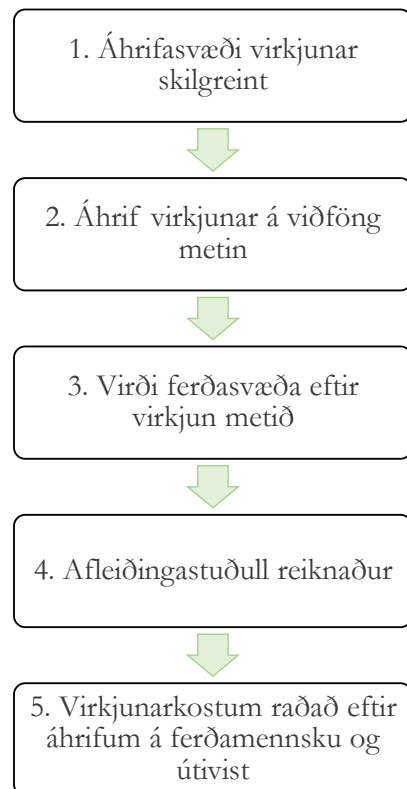 1. Áhrifasvæði virkjunar
skilgreint
2. Áhrif virkjunar á viðföng
metin
3. Virði ferðasvæða eftir
virkjun metið
4. Afleiðingastuðull reiknaður
5. Virkjunarkostum raðað eftir
áhrifum á ferðamennsku og
útivist